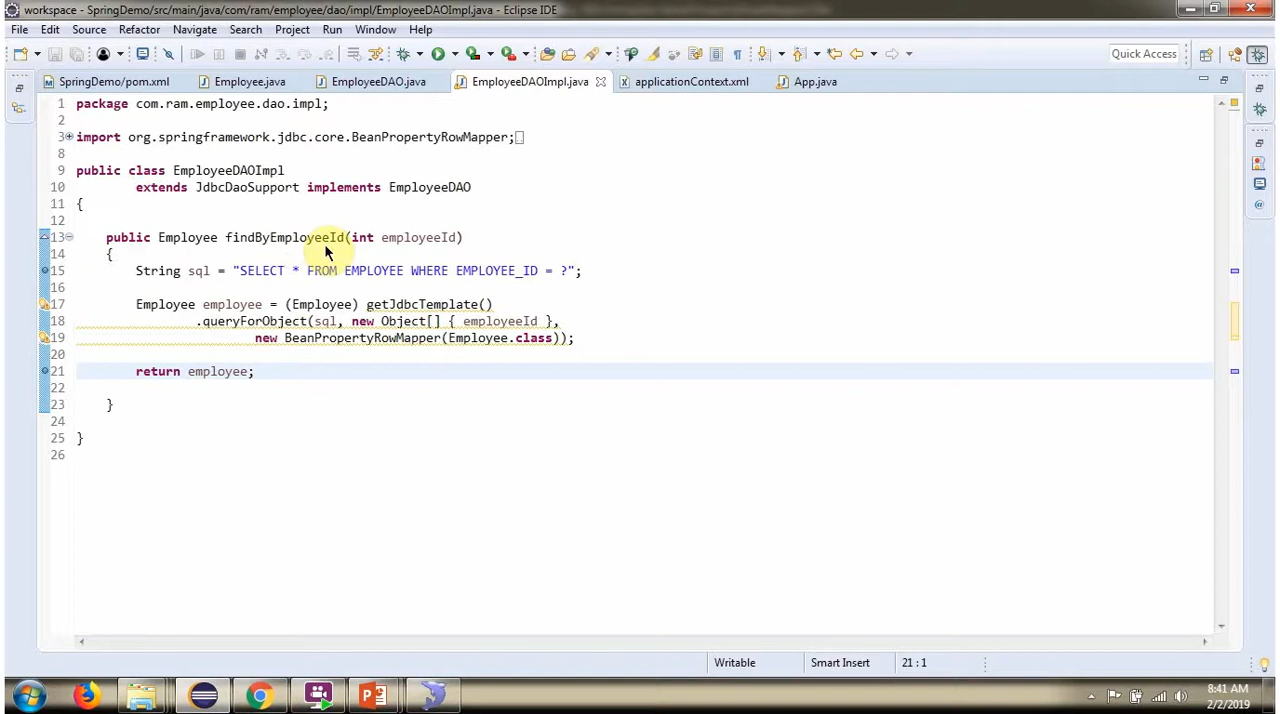 workspace - SpringDemo/src/main/java/com/ram/employee/dao/impl/EmployeeDAOImpl.java - Eclipse IDE
File Edit Source Refactor Navigate Search Project Run Window Help
Quick Access
SpringDemo/pom.xml Employee.java EmployeeDAO.java EmployeeDAOImpl.java applicationContext.xml App.java
1 package com.ram.employee.dao.impl;
2
3 import org.springframework.jdbc.core.BeanPropertyRowMapper;
8
9 public class EmployeeDAOImpl
10 extends JdbcDaoSupport implements EmployeeDAO
11 {
12
13 public Employee findByEmployeeId(int employeeId)
14 {
15 String sql = "SELECT * FROM EMPLOYEE WHERE EMPLOYEE_ID = ?";
16
17 Employee employee = (Employee) getJdbcTemplate()
18 .queryForObject(sql, new Object[] { employeeId },
19 new BeanPropertyRowMapper(Employee.class));
20
21 return employee;
22
23 }
24
25 }
26
Writable Smart Insert 21 : 1
8:41 AM
2/2/2019